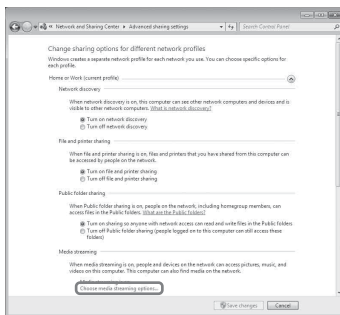 « Network and Sharing Center ▸ Advanced sharing settings
Search Control Panel
Change sharing options for different network profiles
Windows creates a separate network profile for each network you use. You can choose specific options for
each profile.
Home or Work (current profile)
Network discovery
When network discovery is on, this computer can see other network computers and devices and is
visible to other network computers. What is network discovery?
Turn on network discovery
Turn off network discovery
File and printer sharing
When file and printer sharing is on, files and printers that you have shared from this computer can
be accessed by people on the network.
Turn on file and printer sharing
Turn off file and printer sharing
Public folder sharing
When Public folder sharing is on, people on the network, including homegroup members, can
access files in the Public folders. What are the Public folders?
Turn on sharing so anyone with network access can read and write files in the Public folders
Turn off Public folder sharing (people logged on to this computer can still access these
folders)
Media streaming
When media streaming is on, people and devices on the network can access pictures, music, and
videos on this computer. This computer can also find media on the network.
Choose media streaming options...
Save changes
Cancel